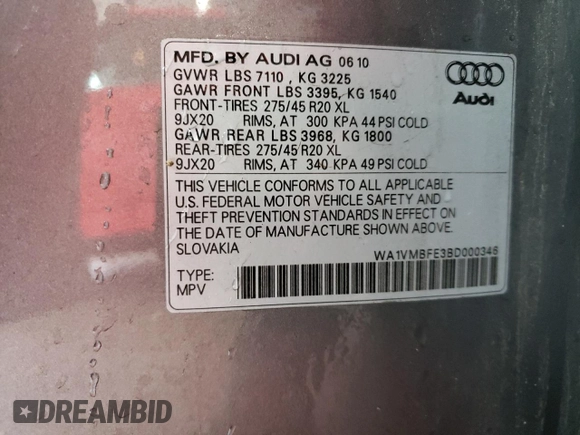 MFD. BY AUDI AG 06 10
GVWR LBS 7110 , KG 3225
GAWR FRONT LBS 3395, KG 1540
FRONT-TIRES 275/45 R20 XL
9JX20 RIMS, AT 300 KPA 44 PSI COLD
GAWR REAR LBS 3968, KG 1800
REAR-TIRES 275/45 R20 XL
9JX20 RIMS, AT 340 KPA 49 PSI COLD
Audi
THIS VEHICLE CONFORMS TO ALL APPLICABLE
U.S. FEDERAL MOTOR VEHICLE SAFETY AND
THEFT PREVENTION STANDARDS IN EFFECT ON
THE DATE OF MANUFACTURE SHOWN ABOVE.
SLOVAKIA WA1VMBFE3BD000346
TYPE:
MPV
DREAMBID